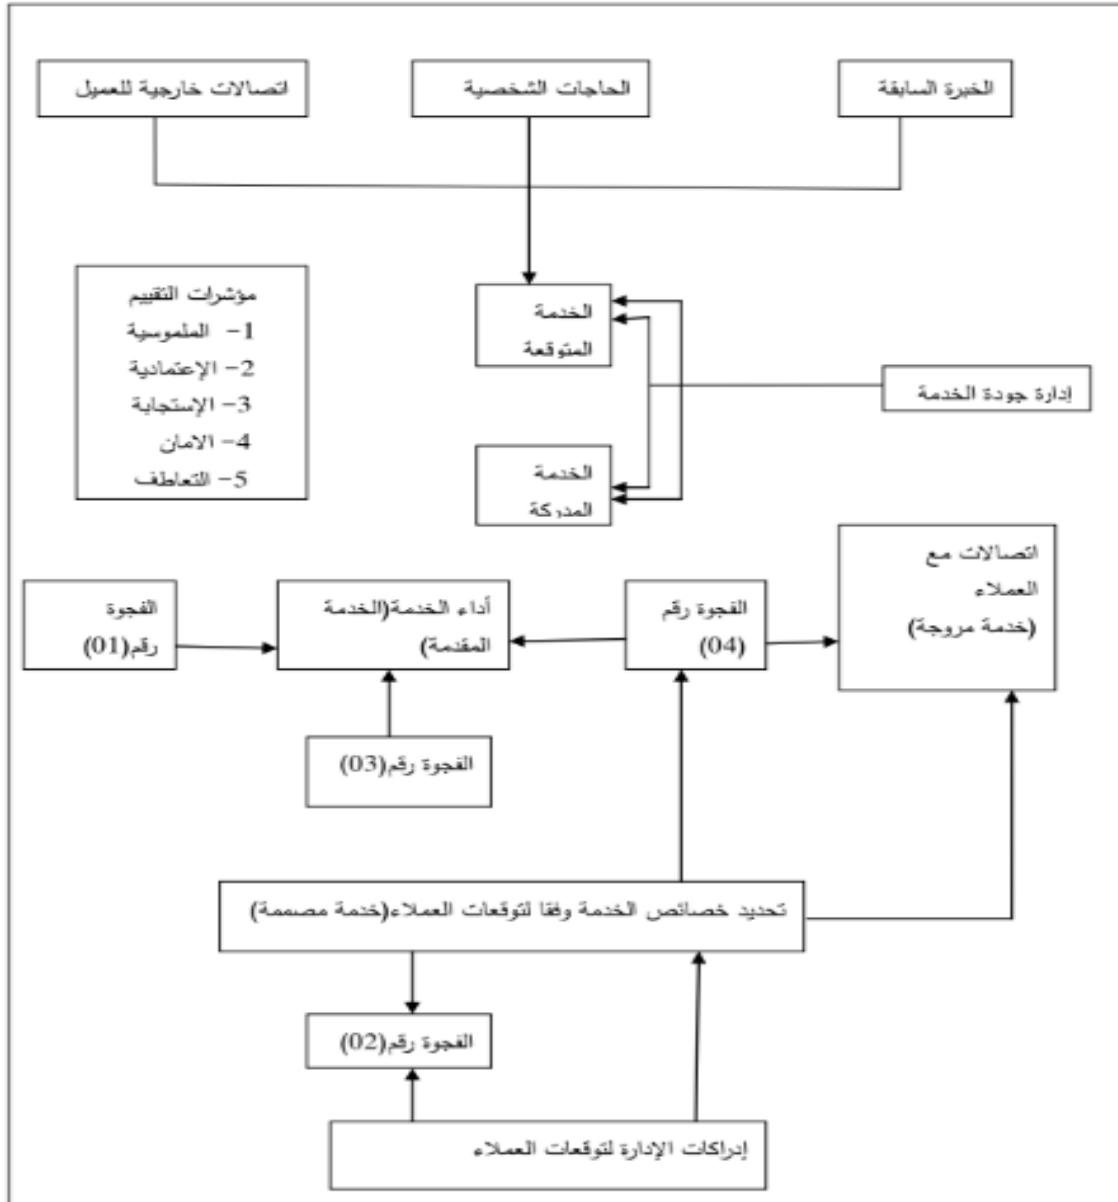 الخبرة السابقة
الحاجات الشخصية
اتصالات خارجية للعميل
مؤشرات التقييم
1- الملموسية
2- الإعتمادية
3- الإستجابة
4- الامان
5- التعاطف
الخدمة
المتوقعة
إدارة جودة الخدمة
الخدمة
المدركة
اتصالات مع
العملاء
(خدمة مروجة)
الفجوة رقم
(04)
أداء الخدمة(الخدمة
المقدمة)
الفجوة
رقم(01)
الفجوة رقم(03)
تحديد خصائص الخدمة وفقا لتوقعات العملاء(خدمة مصممة)
الفجوة رقم(02)
إدراكات الإدارة لتوقعات العملاء